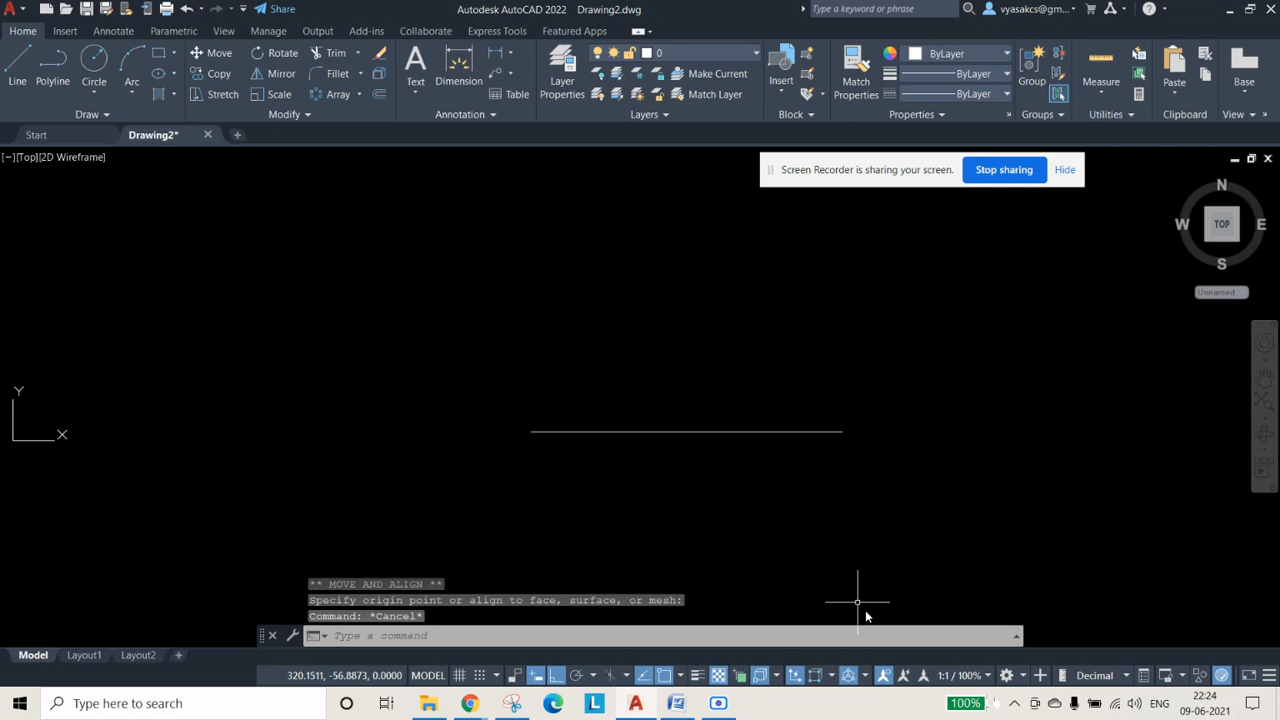 Share
Autodesk AutoCAD 2022 Drawing2.dwg
Type a keyword or phrase
vyasakcs@gm...
Home Insert Annotate Parametric View Manage Output Add-ins Collaborate Express Tools Featured Apps
Line
Polyline
Circle
Arc
Move
Rotate
Trim
Copy
Mirror
Fillet
Stretch
Scale
Array
Text
Dimension
Table
Layer
Properties
0
Make Current
Match Layer
Insert
Match
Properties
ByLayer
ByLayer
ByLayer
Group
Measure
Paste
Base
Draw Modify Annotation Layers Block Properties Groups Utilities Clipboard View
Start Drawing2*
[−][Top][2D Wireframe]
Screen Recorder is sharing your screen. Stop sharing Hide
N
W TOP E
S
Unnamed
Y
X
** MOVE AND ALIGN **
Specify origin point or align to face, surface, or mesh:
Command: *Cancel*
Type a command
Model Layout1 Layout2
320.1511, -56.8873, 0.0000 MODEL 1:1 / 100% Decimal
Type here to search
100% ENG
22:24
09-06-2021